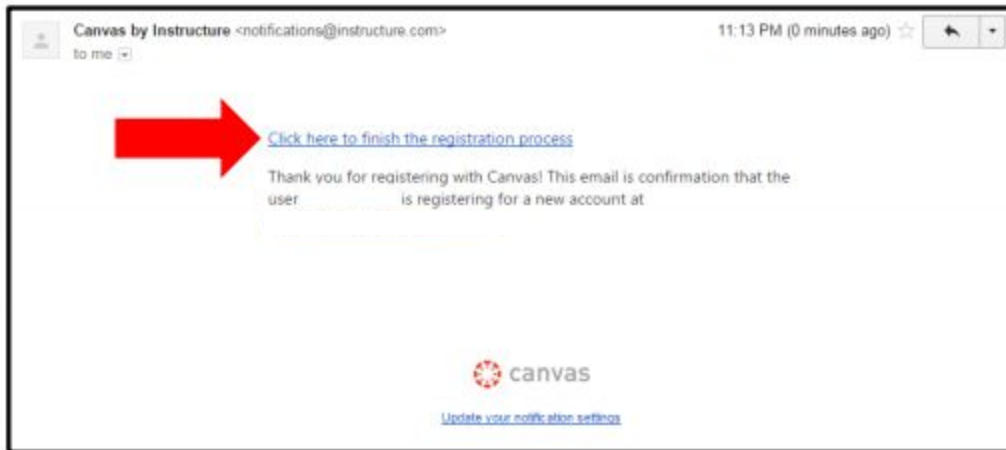 Canvas by Instructure <notifications@instructure.com>
11:13 PM (0 minutes ago)
to me
Click here to finish the registration process
Thank you for registering with Canvas! This email is confirmation that the
user is registering for a new account at
canvas
Update your notification settings